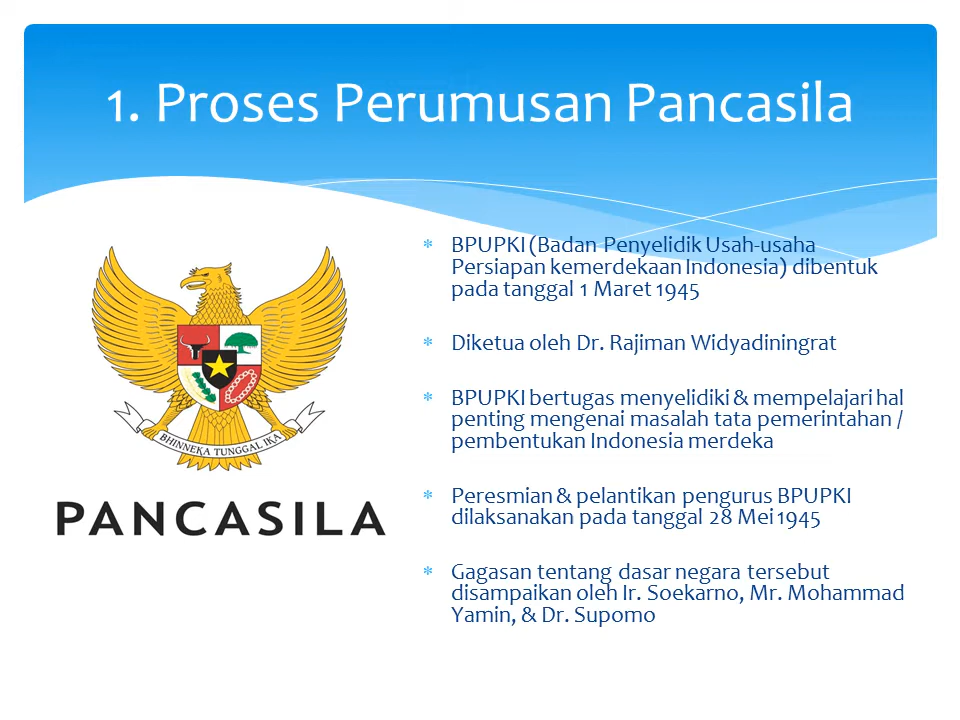 1. Proses Perumusan Pancasila
BHINNEKA TUNGGAL IKA
PANCASILA
* BPUPKI (Badan Penyelidik Usah-usaha
Persiapan kemerdekaan Indonesia) dibentuk
pada tanggal 1 Maret 1945
* Diketua oleh Dr. Rajiman Widyadiningrat
* BPUPKI bertugas menyelidiki & mempelajari hal
penting mengenai masalah tata pemerintahan /
pembentukan Indonesia merdeka
* Peresmian & pelantikan pengurus BPUPKI
dilaksanakan pada tanggal 28 Mei 1945
* Gagasan tentang dasar negara tersebut
disampaikan oleh Ir. Soekarno, Mr. Mohammad
Yamin, & Dr. Supomo